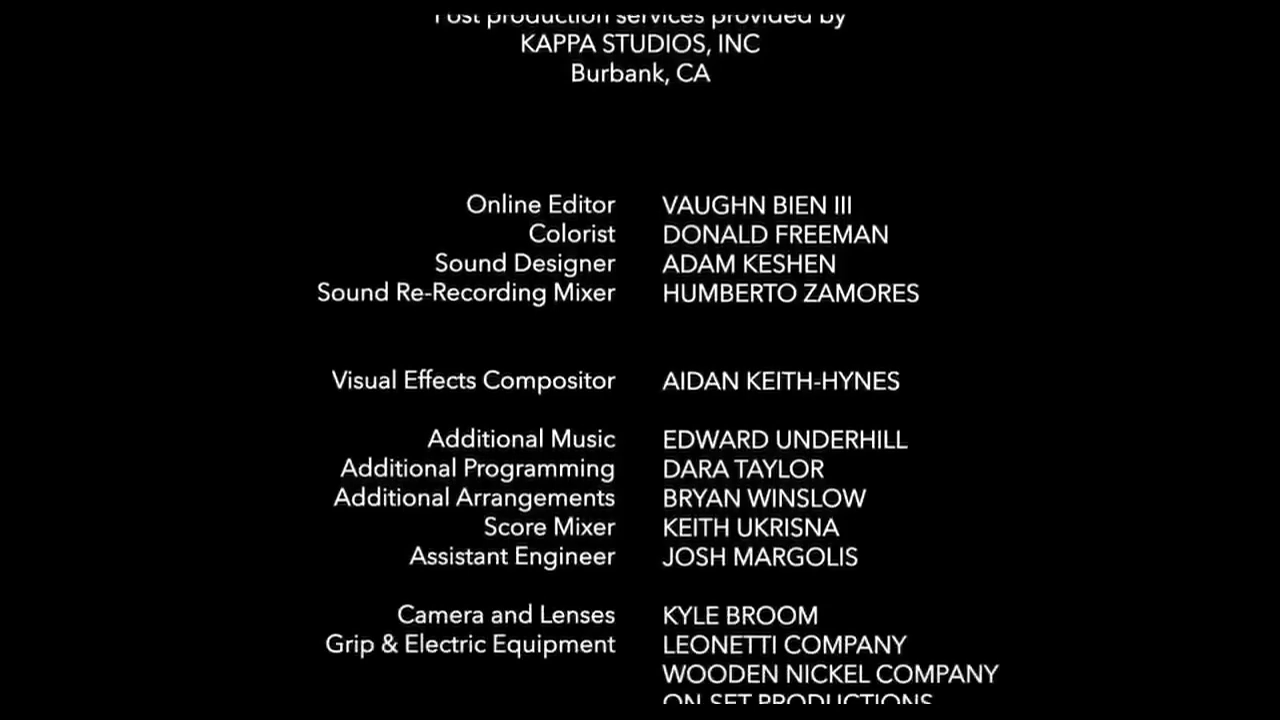 Post production services provided by
KAPPA STUDIOS, INC
Burbank, CA
Online Editor VAUGHN BIEN III
Colorist DONALD FREEMAN
Sound Designer ADAM KESHEN
Sound Re-Recording Mixer HUMBERTO ZAMORES
Visual Effects Compositor AIDAN KEITH-HYNES
Additional Music EDWARD UNDERHILL
Additional Programming DARA TAYLOR
Additional Arrangements BRYAN WINSLOW
Score Mixer KEITH UKRISNA
Assistant Engineer JOSH MARGOLIS
Camera and Lenses KYLE BROOM
Grip & Electric Equipment LEONETTI COMPANY
WOODEN NICKEL COMPANY
ON-SET PRODUCTIONS